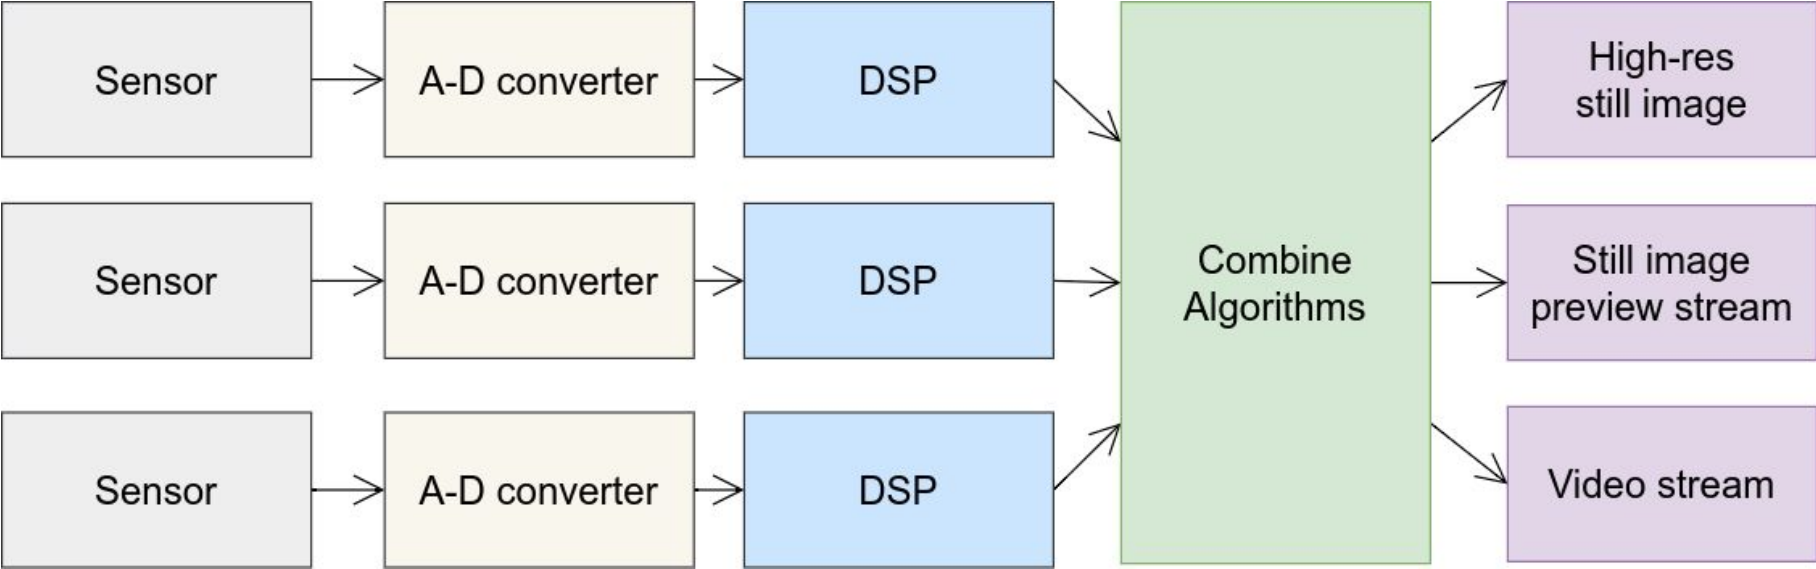 Sensor
A-D converter
DSP
High-res
still image
Sensor
A-D converter
DSP
Combine
Algorithms
Still image
preview stream
Sensor
A-D converter
DSP
Video stream